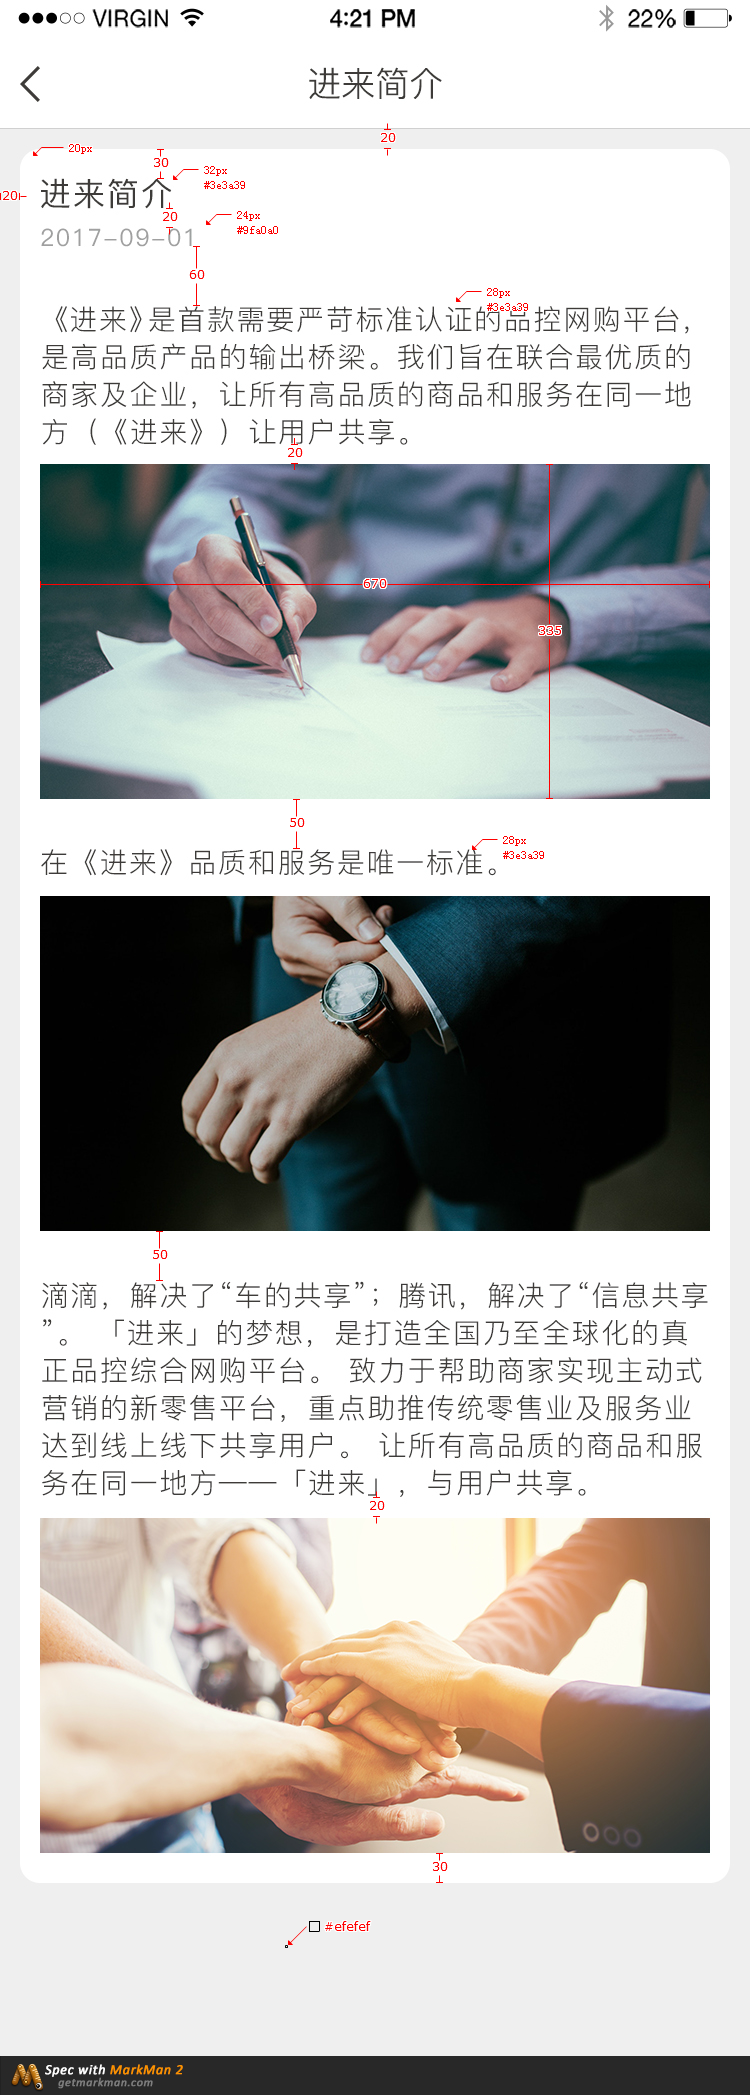 ●●●○○ VIRGIN 4:21 PM 22%
进来简介
20
20px
30
32px
#3e3a39
20
进来简介
20
24px
#9fa0a0
2017-09-01
60
28px
#3e3a39
《进来》是首款需要严苛标准认证的品控网购平台，
是高品质产品的输出桥梁。我们旨在联合最优质的
商家及企业，让所有高品质的商品和服务在同一地
方（《进来》）让用户共享。
20
670
335
50
28px
#3e3a39
在《进来》品质和服务是唯一标准。
50
滴滴，解决了“车的共享”；腾讯，解决了“信息共享
”。「进来」的梦想，是打造全国乃至全球化的真
正品控综合网购平台。 致力于帮助商家实现主动式
营销的新零售平台，重点助推传统零售业及服务业
达到线上线下共享用户。 让所有高品质的商品和服
务在同一地方——「进来」，与用户共享。
20
30
#efefef
Spec with MarkMan 2
getmarkman.com